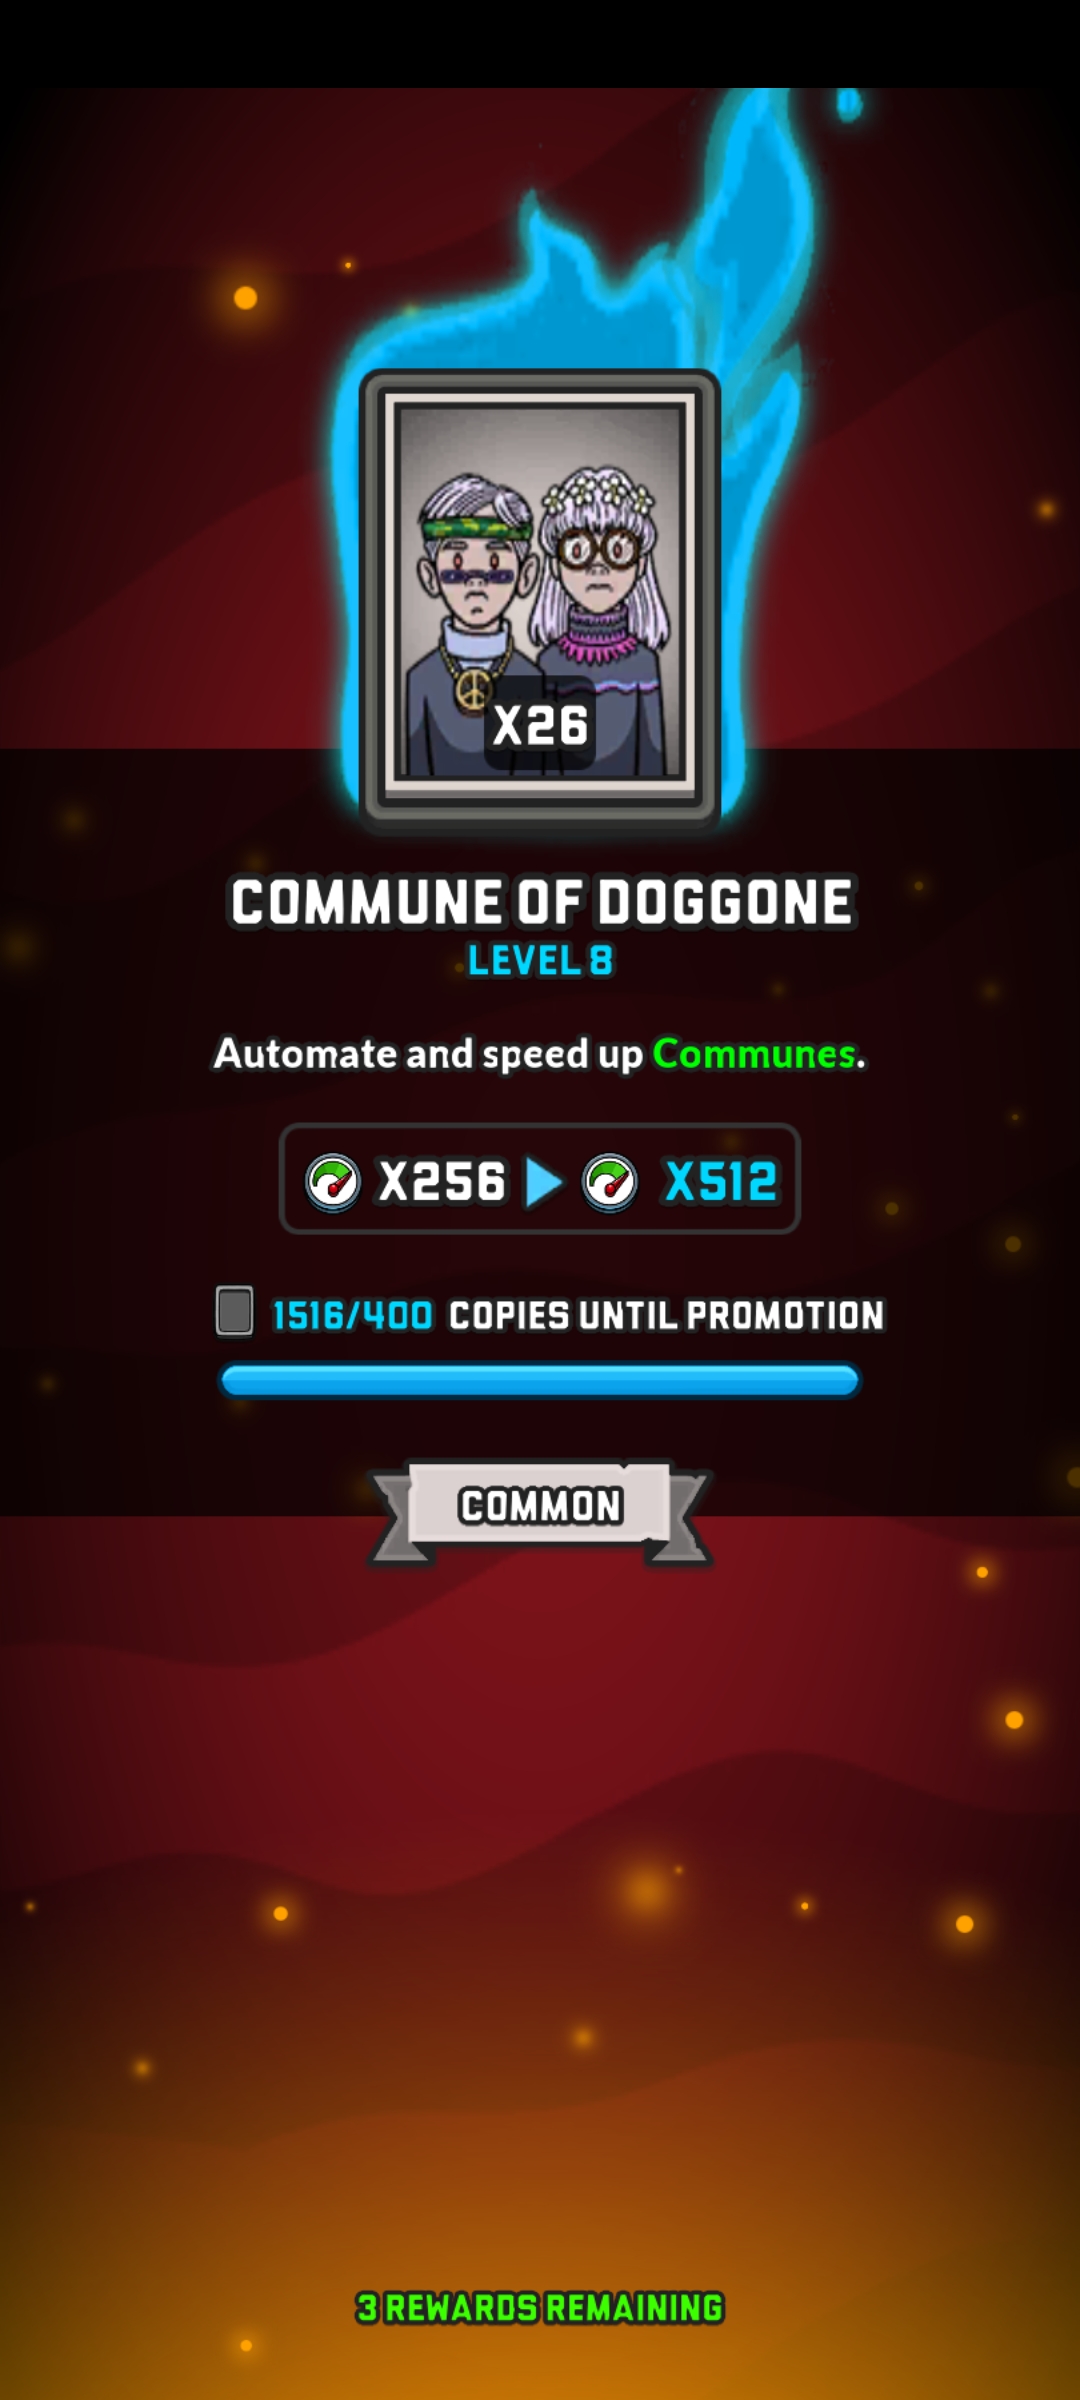 X26
COMMUNE OF DOGGONE
LEVEL 8
Automate and speed up Communes.
X256 X512
1516/400 COPIES UNTIL PROMOTION
COMMON
3 REWARDS REMAINING